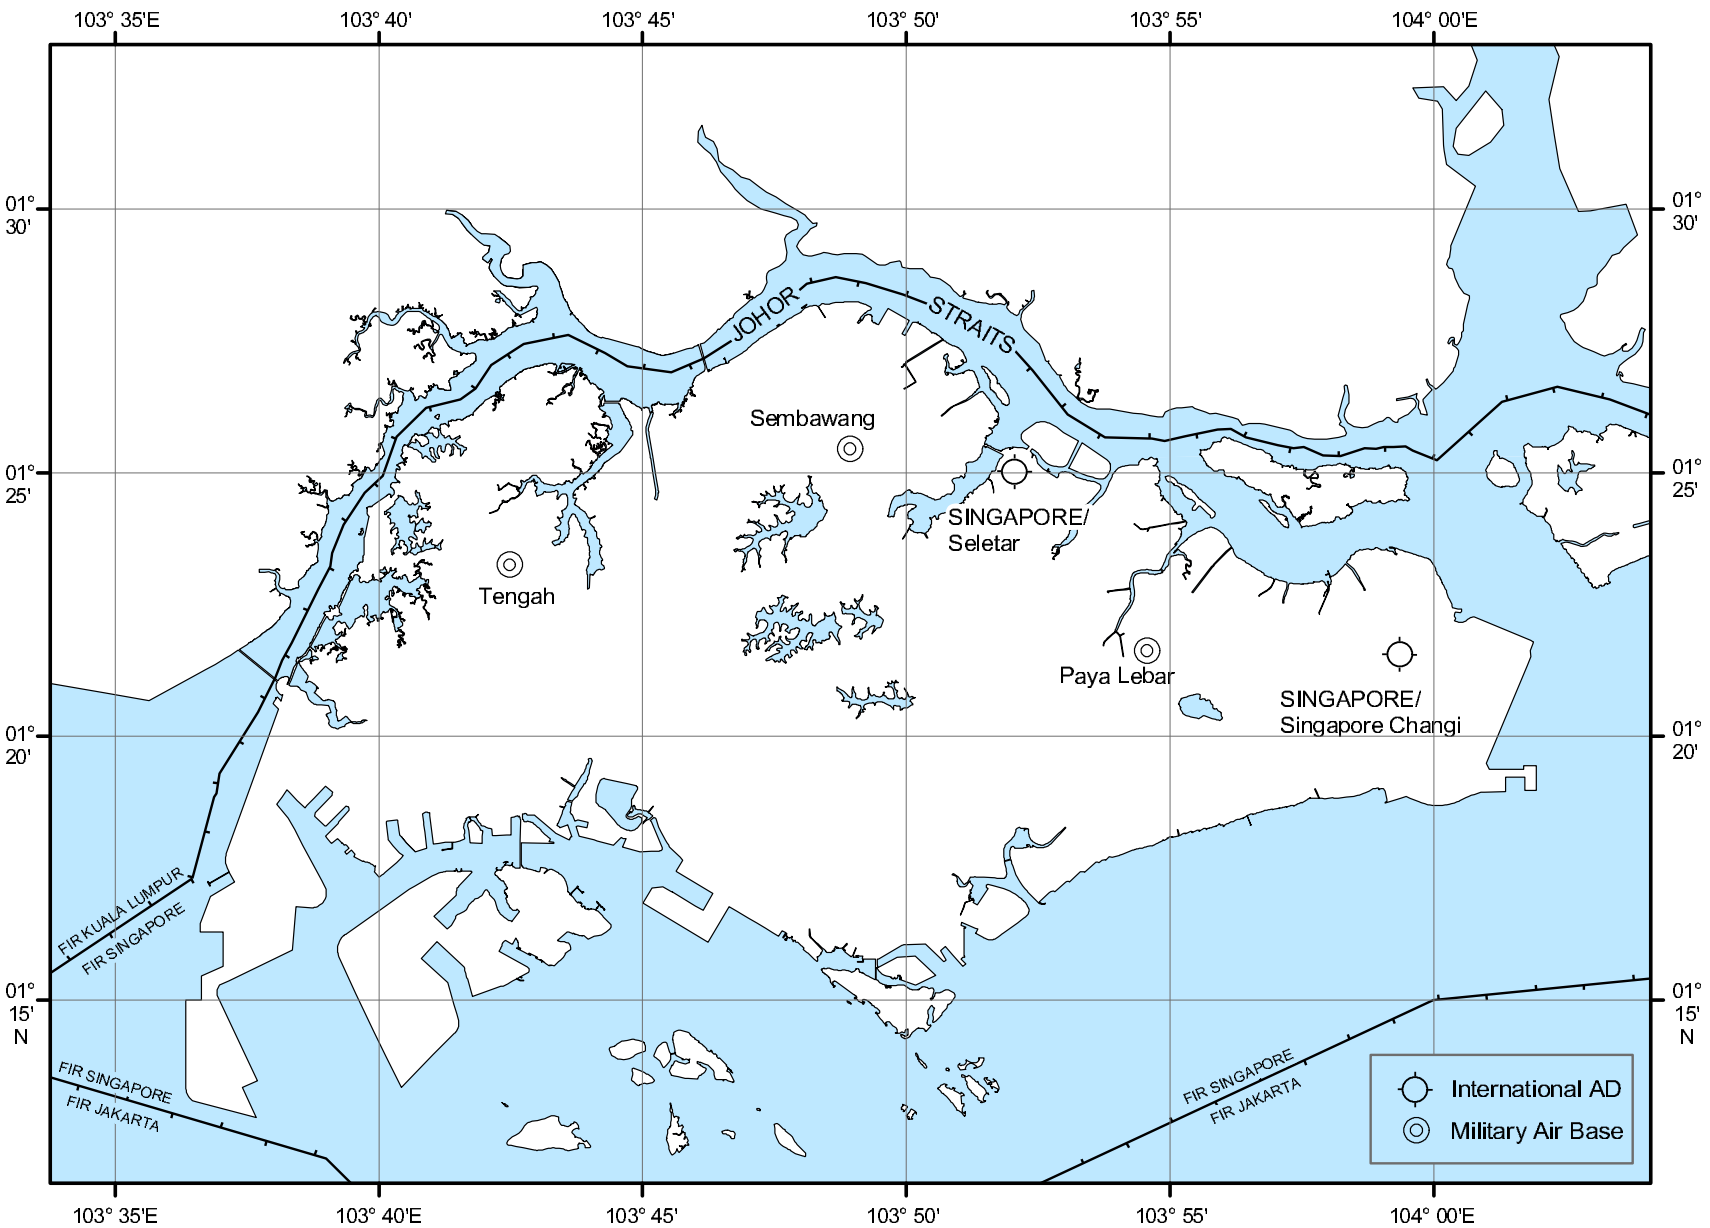 103° 35'E
103° 40'
103° 45'
103° 50'
103° 55'
104° 00'E
01°
30'
01°
30'
JOHOR
STRAITS
Sembawang
01°
25'
01°
25'
SINGAPORE/
Seletar
Tengah
Paya Lebar
SINGAPORE/
Singapore Changi
01°
20'
01°
20'
FIR KUALA LUMPUR
FIR SINGAPORE
01°
15'
N
01°
15'
N
FIR SINGAPORE
FIR JAKARTA
FIR SINGAPORE
FIR JAKARTA
International AD
Military Air Base
103° 35'E
103° 40'E
103° 45'
103° 50'
103° 55'
104° 00'E